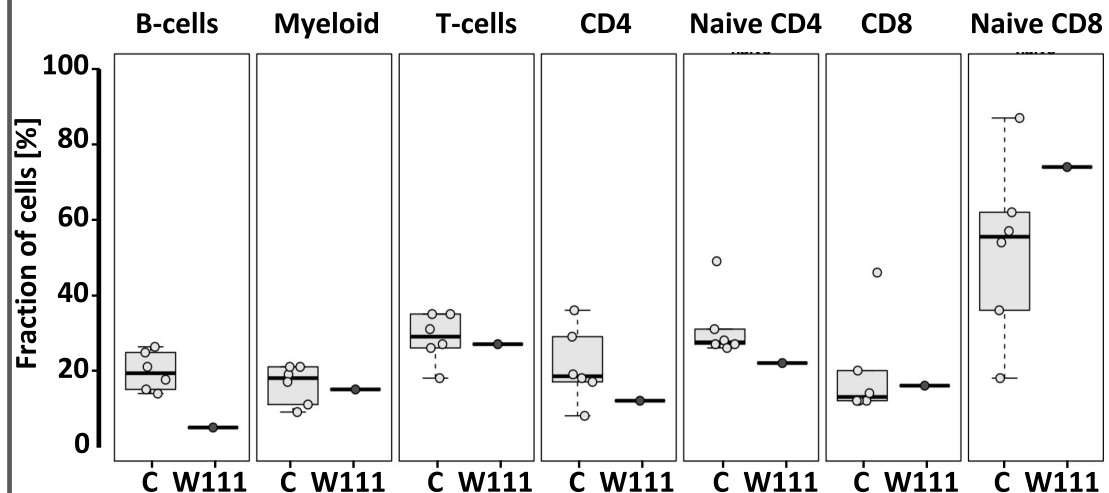 B-cells Myeloid T-cells CD4 Naive CD4 CD8 Naive CD8
Fraction of cells [%]
100
80
60
40
20
0
C W111 C W111 C W111 C W111 C W111 C W111 C W111